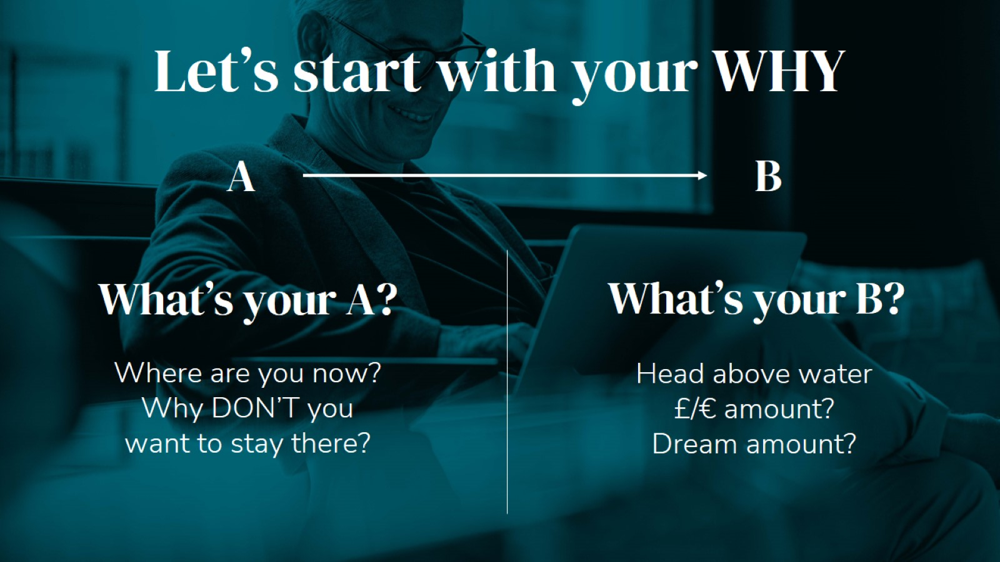 Let's start with your WHY
A
B
What's your A?
Where are you now?
Why DON'T you
want to stay there?
What's your B?
Head above water
£/€ amount?
Dream amount?